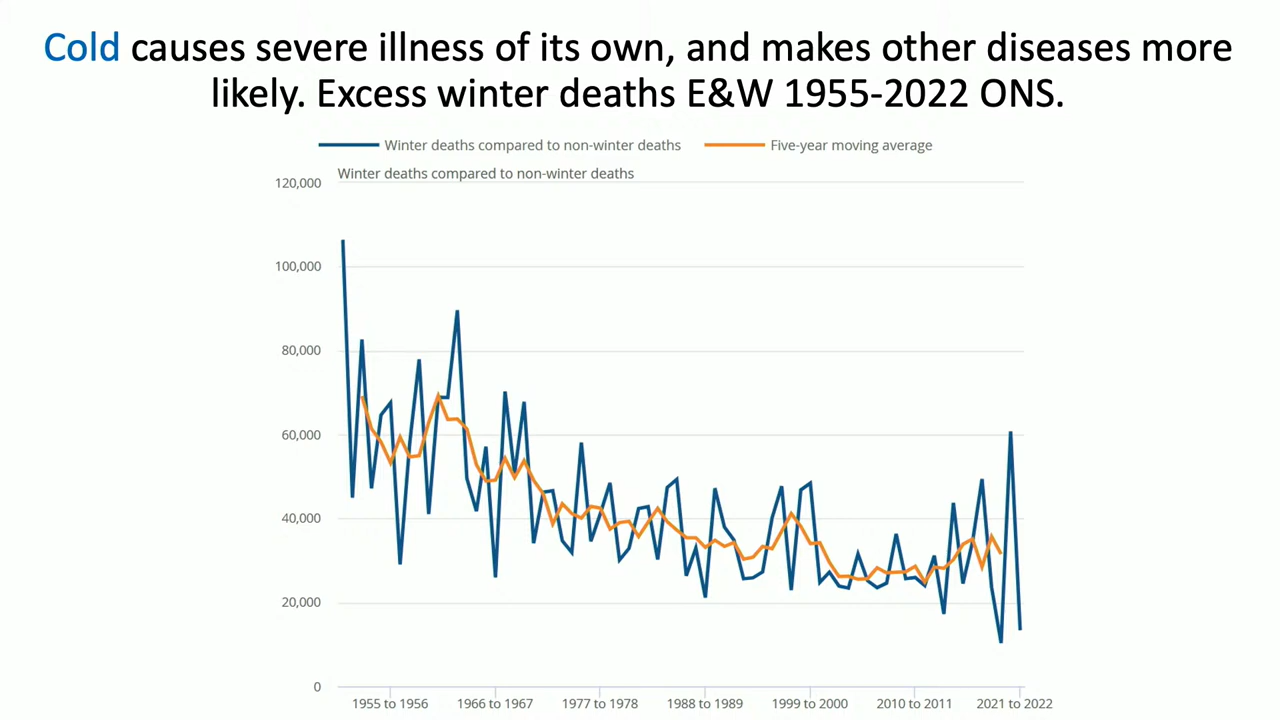 Cold causes severe illness of its own, and makes other diseases more
likely. Excess winter deaths E&W 1955-2022 ONS.
Winter deaths compared to non-winter deaths
Five-year moving average
Winter deaths compared to non-winter deaths
120,000
100,000
80,000
60,000
40,000
20,000
0
1955 to 1956
1966 to 1967
1977 to 1978
1988 to 1989
1999 to 2000
2010 to 2011
2021 to 2022